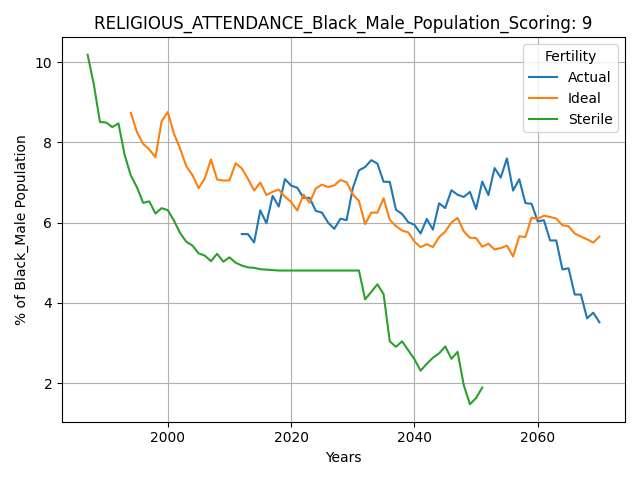 RELIGIOUS_ATTENDANCE_Black_Male_Population_Scoring: 9
Fertility
Actual
Ideal
Sterile
% of Black_Male Population
10
8
6
4
2
2000 2020 2040 2060
Years